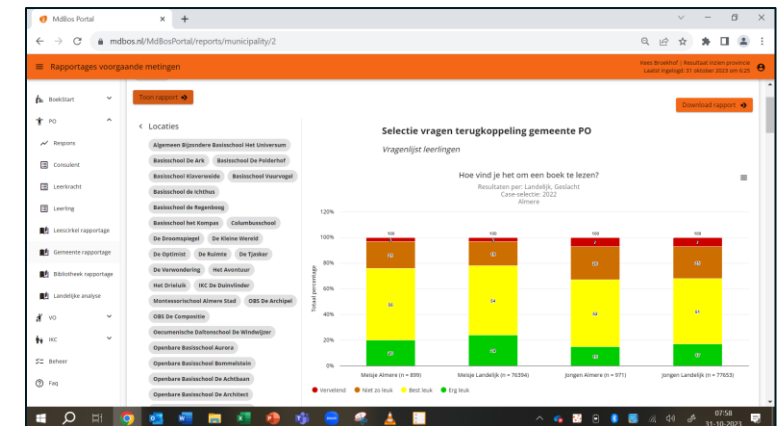 MdBos Portal
mdbos.nl/MdBosPortal/reports/municipality/2
Rapportages voorgaande metingen
Kees Broekhof | Resultaat inzien provincie
Laatst ingelogd: 31 oktober 2023 om 6:25
BoekStart
PO
Respons
Consulent
Leerkracht
Leerling
Leescirkel rapportage
Gemeente rapportage
Bibliotheek rapportage
Landelijke analyse
VO
IKC
Beheer
Faq
Toon rapport
Download rapport
Locaties
Algemeen Bijzondere Basisschool Het Universum
Basisschool De Ark Basisschool De Polderhof
Basisschool Klaverweide Basisschool Vuurvogel
Basisschool de Ichthus
Basisschool de Regenboog
Basisschool het Kompas Columbusschool
De Droomspiegel De Kleine Wereld
De Optimist De Ruimte De Tjasker
De Verwondering Het Avontuur
Het Drieluik IKC De Duinvlinder
Montessorischool Almere Stad OBS De Archipel
OBS De Compositie
Oecumenische Daltonschool De Windwijzer
Openbare Basisschool Aurora
Openbare Basisschool Bommelstein
Openbare Basisschool De Achtbaan
Openbare Basisschool De Architect
Selectie vragen terugkoppeling gemeente PO
Vragenlijst leerlingen
Hoe vind je het om een boek te lezen?
Resultaten per: Landelijk, Geslacht
Case-selectie: 2022
Almere
Totaal percentage
120%
100%
80%
60%
40%
20%
0%
100 100 100 100
Meisje Almere (n = 899) Meisje Landelijk (n = 76394) Jongen Almere (n = 971) Jongen Landelijk (n = 77653)
Vervelend Niet zo leuk Best leuk Erg leuk
07:58
31-10-2023